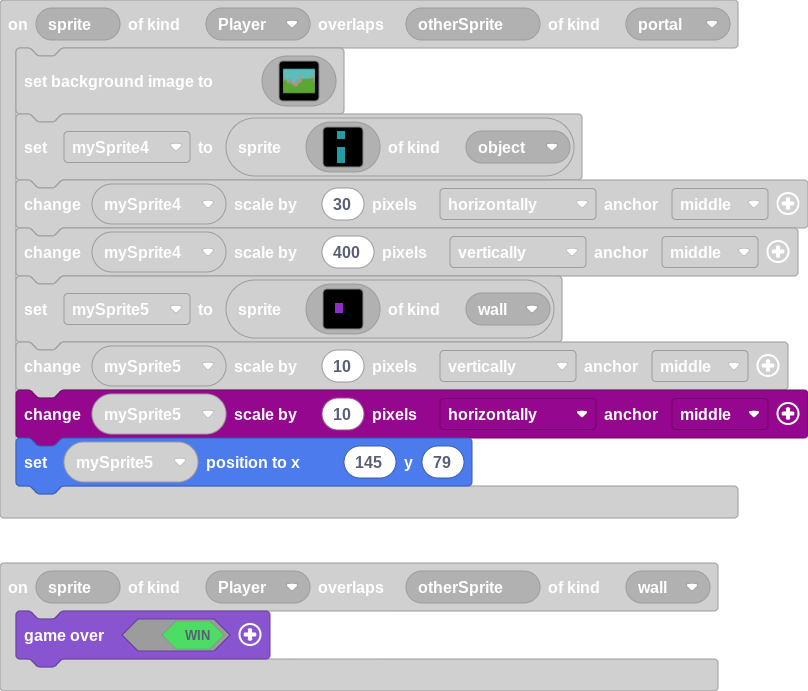 on sprite of kind Player overlaps otherSprite of kind portal
set background image to
set mySprite4 to sprite of kind object
change mySprite4 scale by 30 pixels horizontally anchor middle
change mySprite4 scale by 400 pixels vertically anchor middle
set mySprite5 to sprite of kind wall
change mySprite5 scale by 10 pixels vertically anchor middle
change mySprite5 scale by 10 pixels horizontally anchor middle
set mySprite5 position to x 145 y 79
on sprite of kind Player overlaps otherSprite of kind wall
game over WIN